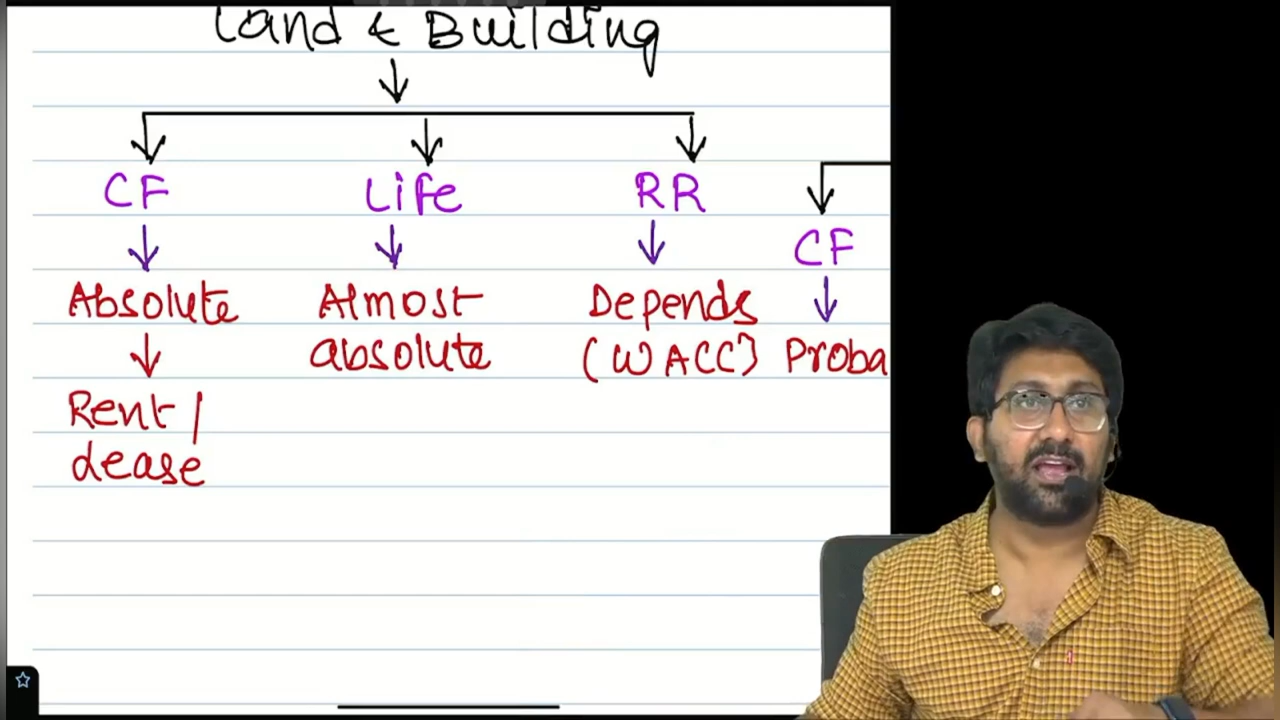 Land & Building
CF Life RR
CF
Absolute Almost Depends
absolute (WACC) Proba
Rent /
Lease